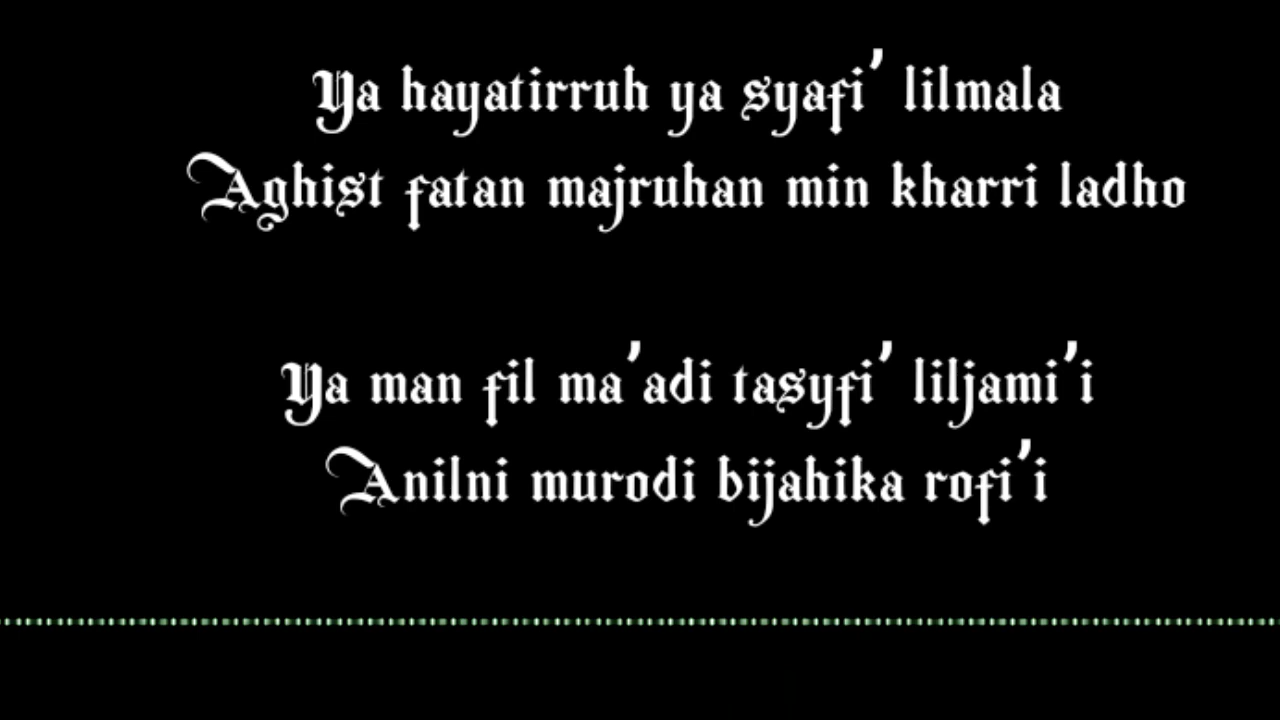 Ya hayatirruh ya syafi' lilmala
Aghist fatan majruhan min kharri ladho
Ya man fil ma'adi tasyfi' liljami'i
Anilni murodi bijahika rofi'i